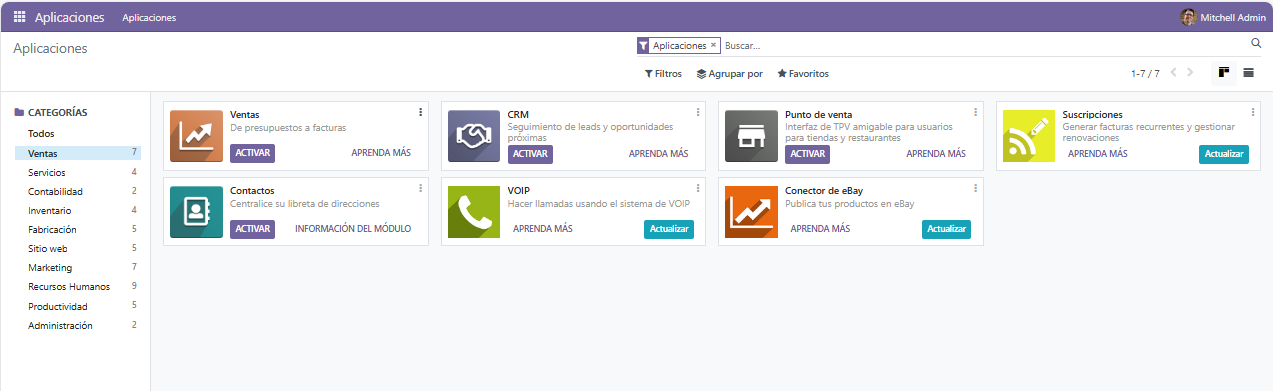 Aplicaciones Aplicaciones Mitchell Admin
Aplicaciones
Aplicaciones × Buscar...
Filtros Agrupar por Favoritos 1-7 / 7
CATEGORÍAS
Todos
Ventas 7
Servicios 4
Contabilidad 2
Inventario 4
Fabricación 5
Sitio web 5
Marketing 7
Recursos Humanos 9
Productividad 5
Administración 2
Ventas
De presupuestos a facturas
ACTIVAR APRENDA MÁS
CRM
Seguimiento de leads y oportunidades
próximas
ACTIVAR APRENDA MÁS
Punto de venta
Interfaz de TPV amigable para usuarios
para tiendas y restaurantes
ACTIVAR APRENDA MÁS
Suscripciones
Generar facturas recurrentes y gestionar
renovaciones
APRENDA MÁS Actualizar
Contactos
Centralice su libreta de direcciones
ACTIVAR INFORMACIÓN DEL MÓDULO
VOIP
Hacer llamadas usando el sistema de VOIP
APRENDA MÁS Actualizar
Conector de eBay
Publica tus productos en eBay
APRENDA MÁS Actualizar